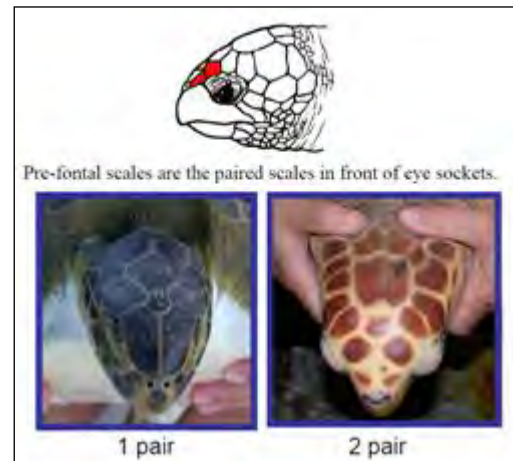 Pre-fontal scales are the paired scales in front of eye sockets.
1 pair
2 pair